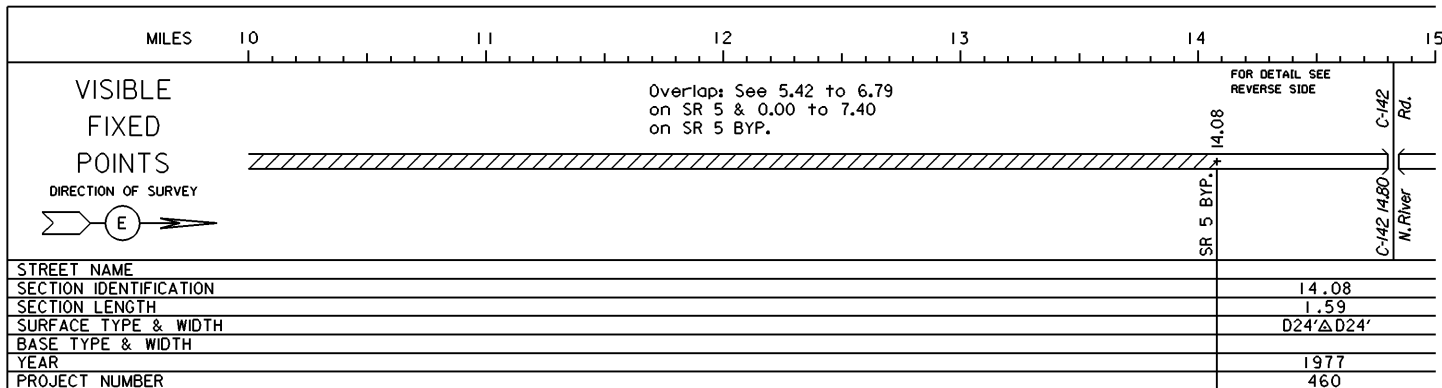 MILES 10 11 12 13 14 15
VISIBLE
FIXED
POINTS
DIRECTION OF SURVEY
E
Overlap: See 5.42 to 6.79
on SR 5 & 0.00 to 7.40
on SR 5 BYP.
SR 5 BYP. 14.08
FOR DETAIL SEE
REVERSE SIDE
C-142 14.80 C-142
N.River Rd.
STREET NAME
SECTION IDENTIFICATION 14.08
SECTION LENGTH 1.59
SURFACE TYPE & WIDTH D24'△D24'
BASE TYPE & WIDTH
YEAR 1977
PROJECT NUMBER 460